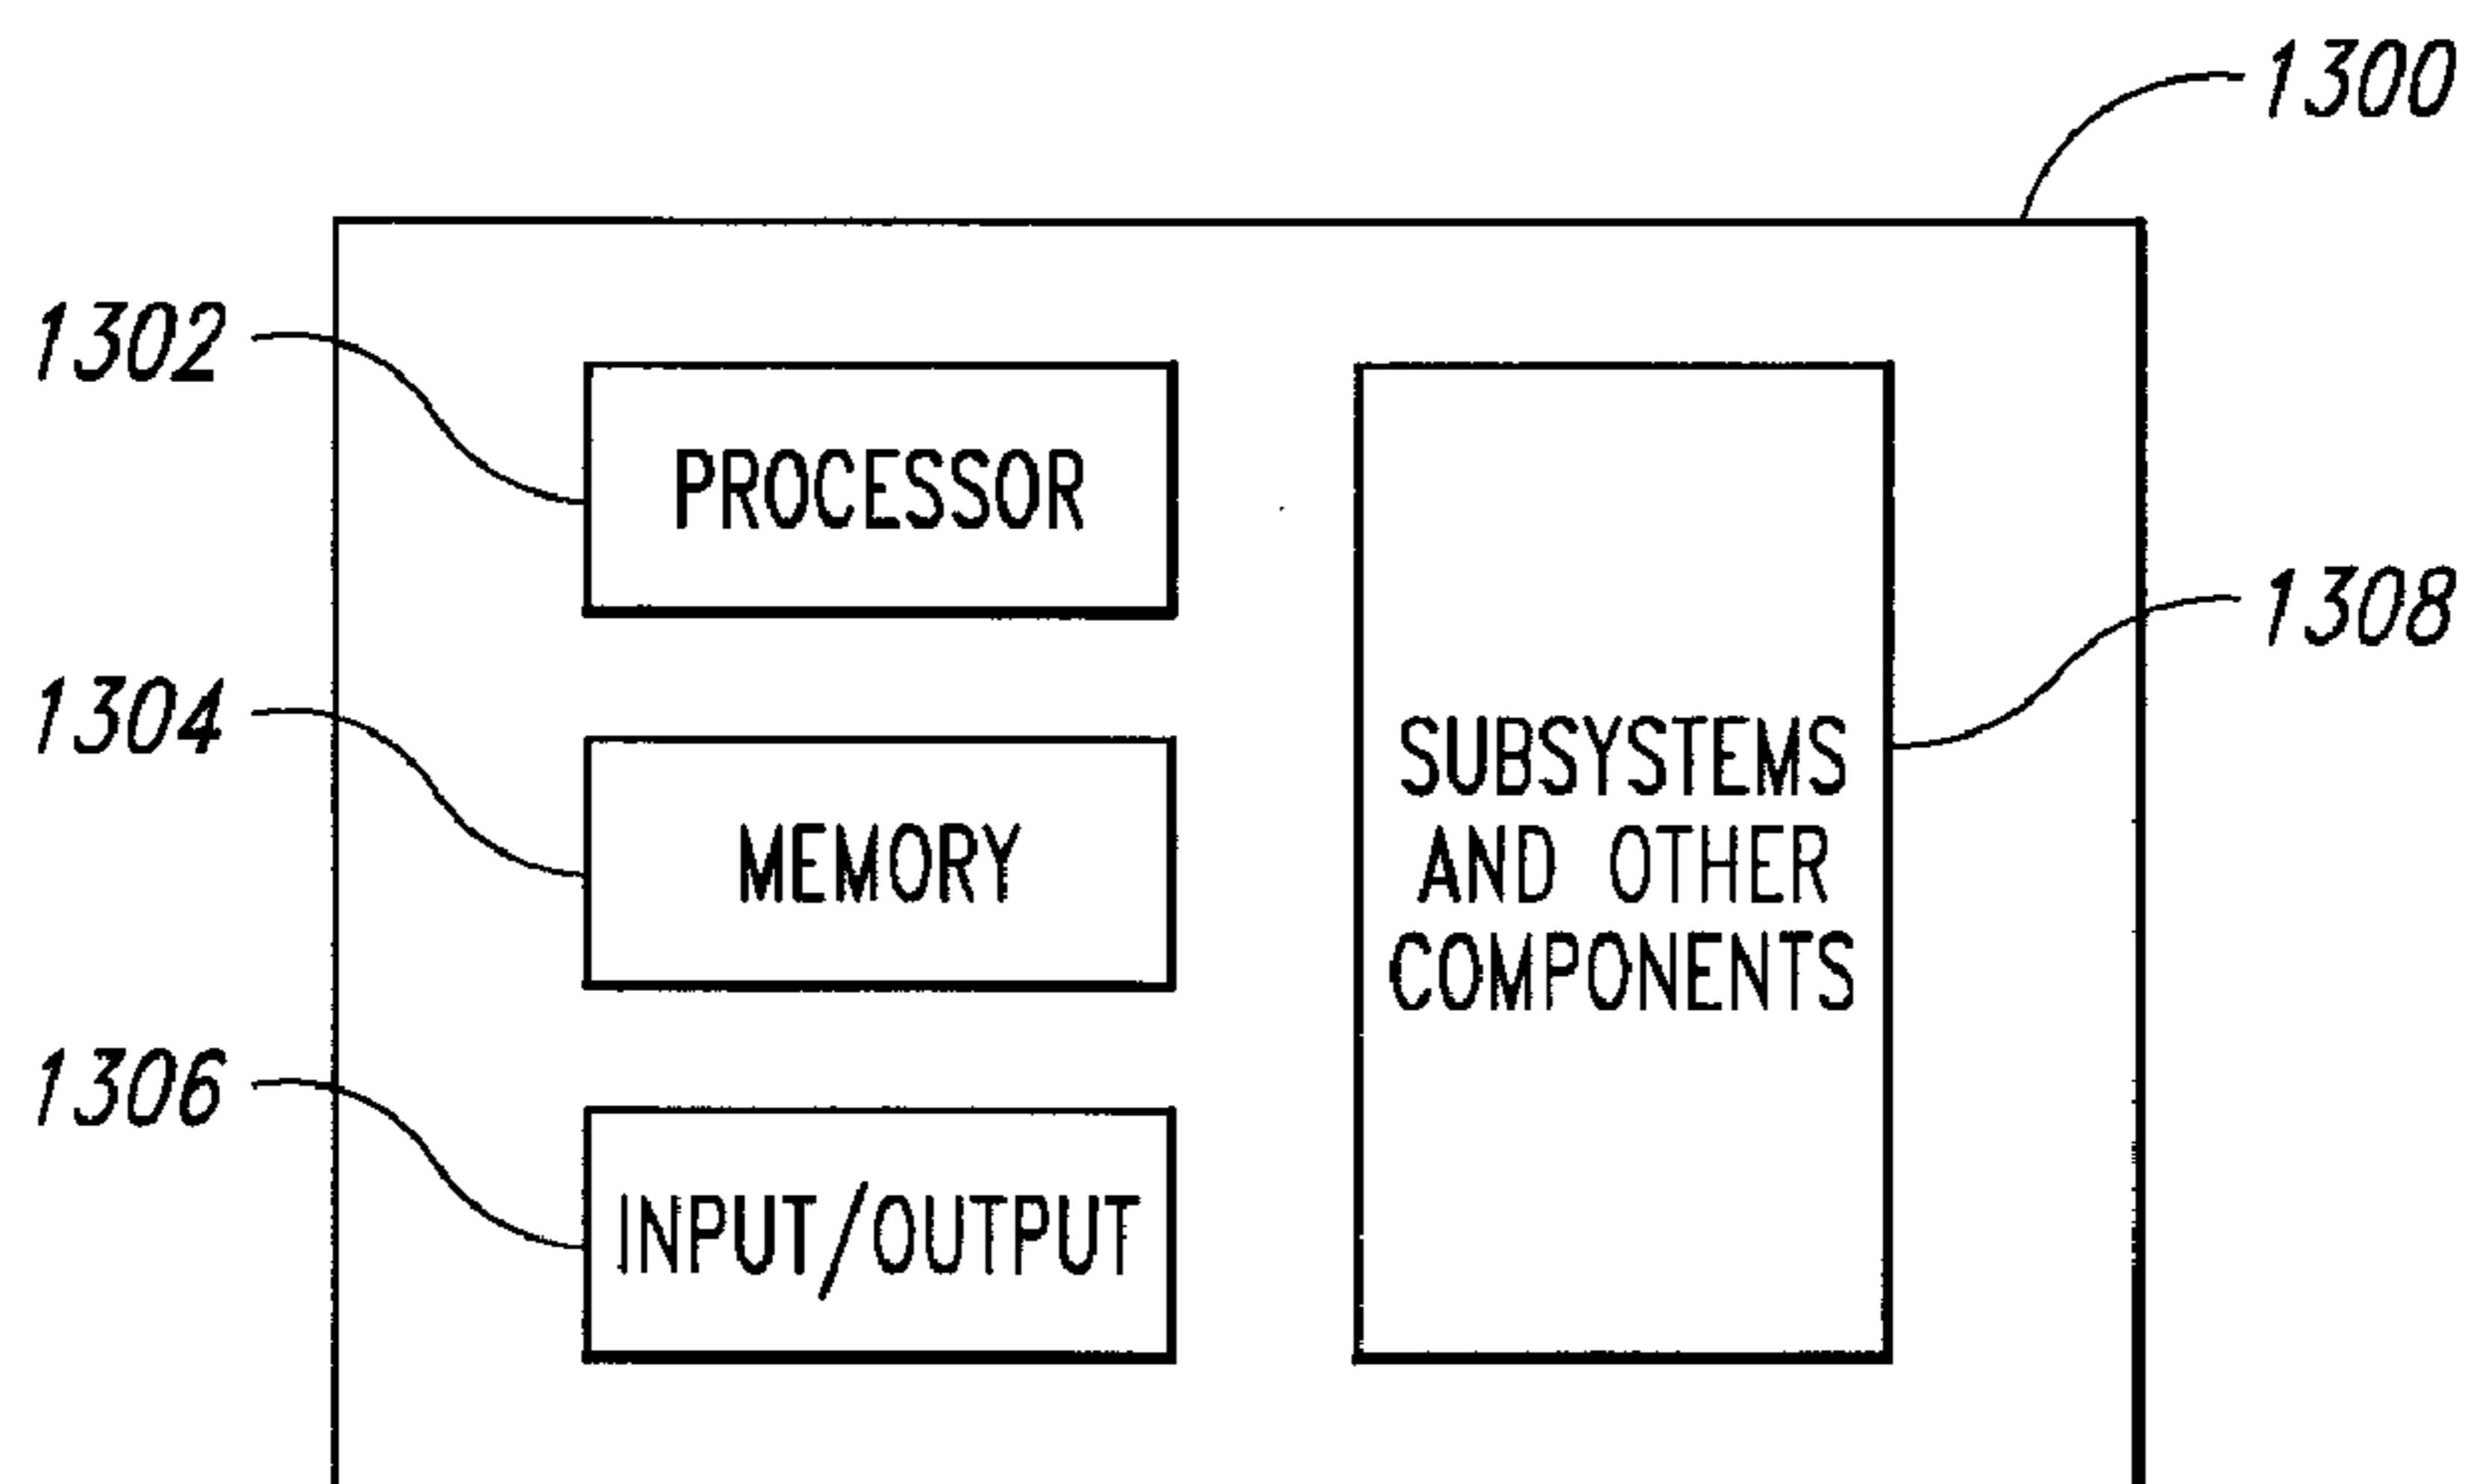 1300
1302
PROCESSOR
1308
1304
SUBSYSTEMS
AND OTHER
COMPONENTS
MEMORY
1306
INPUT/OUTPUT